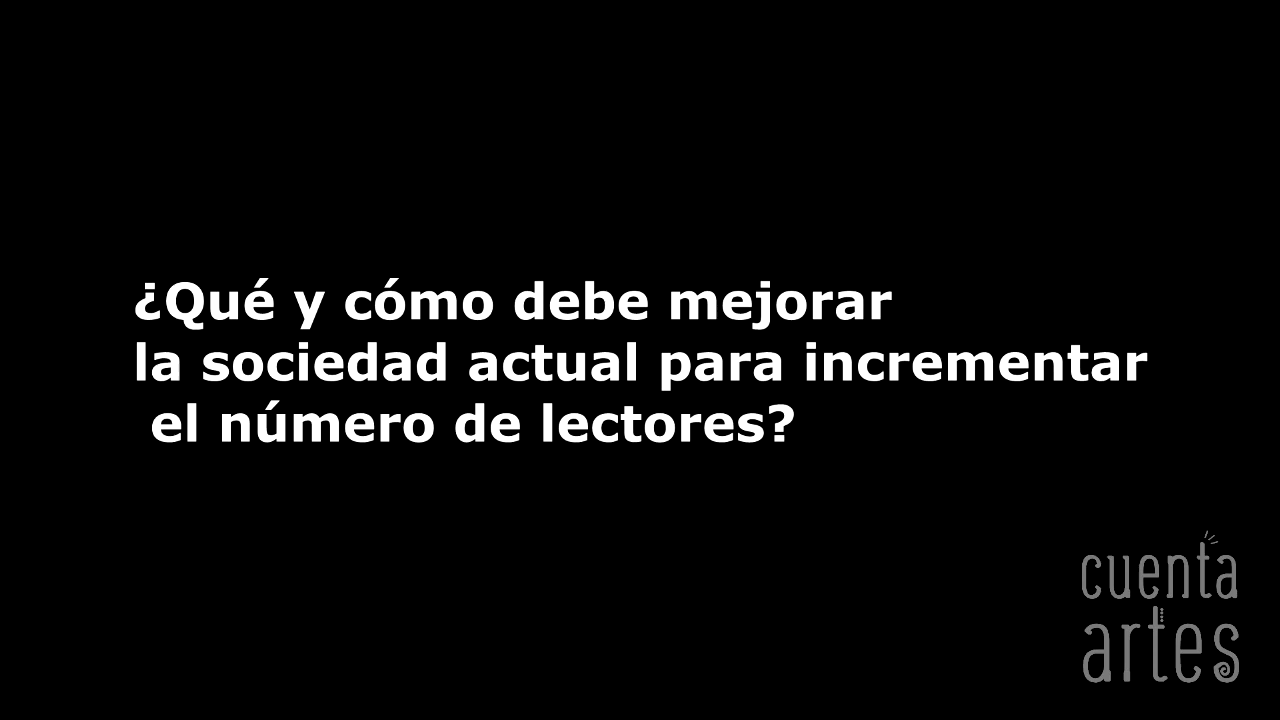 ¿Qué y cómo debe mejorar
la sociedad actual para incrementar
el número de lectores?
cuenta
artes